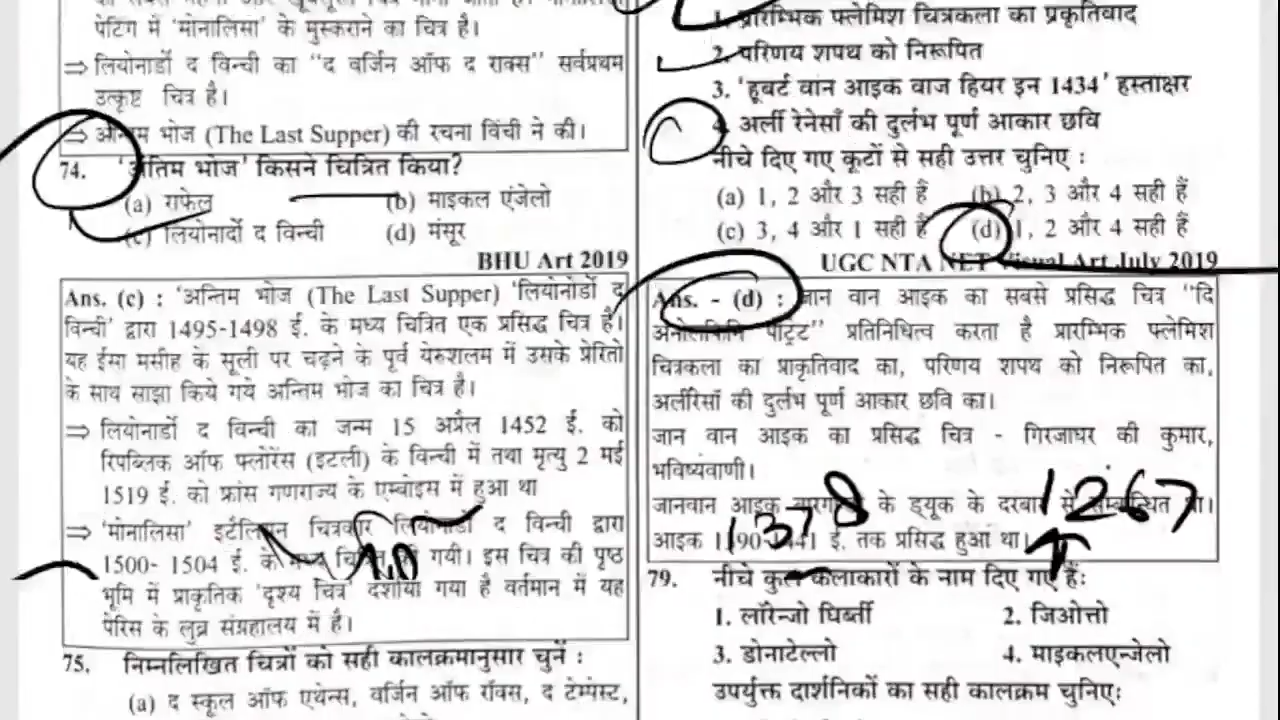 पेंटिग में 'मोनालिसा' के मुस्कराने का चित्र है।
⇒ लियोनार्डो द विन्ची का "द वर्जिन ऑफ द राक्स" सर्वप्रथम
उत्कृष्ट चित्र है।
⇒ अन्तिम भोज (The Last Supper) की रचना विंची ने की।
74. 'अंतिम भोज' किसने चित्रित किया?
(a) राफेल (b) माइकल एंजेलो
(c) लियोनार्दो द विन्ची (d) मंसूर
BHU Art 2019
Ans. (c) : 'अन्तिम भोज (The Last Supper) 'लियोनोर्डो द
विन्ची' द्वारा 1495-1498 ई. के मध्य चित्रित एक प्रसिद्ध चित्र है।
यह ईसा मसीह के सूली पर चढ़ने के पूर्व येरुशलम में उसके प्रेरितो
के साथ साझा किये गये अन्तिम भोज का चित्र है।
⇒ लियोनार्डो द विन्ची का जन्म 15 अप्रैल 1452 ई. को
रिपब्लिक ऑफ फ्लोरेंस (इटली) के विन्ची में तथा मृत्यु 2 मई
1519 ई. को फ्रांस गणराज्य के एम्बोइस में हुआ था
⇒ 'मोनालिसा' इटैलियन चित्रकार लियोनार्डो द विन्ची द्वारा
1500- 1504 ई. के मध्य गयी। इस चित्र की पृष्ठ
भूमि में प्राकृतिक 'दृश्य चित्र' दर्शाया गया है वर्तमान में यह
पेरिस के लुव्र संग्रहालय में है।
75. निम्नलिखित चित्रों को सही कालक्रमानुसार चुनें :
(a) द स्कूल ऑफ एथेन्स, वर्जिन ऑफ रॉक्स, द टेम्पेस्ट,
1. प्रारम्भिक फ्लेमिश चित्रकला का प्रकृतिवाद
2. परिणय शपथ को निरूपित
3. 'हूबर्ट वान आइक वाज हियर इन 1434' हस्ताक्षर
4. अर्ली रेनेसाँ की दुर्लभ पूर्ण आकार छवि
नीचे दिए गए कूटों से सही उत्तर चुनिए :
(a) 1, 2 और 3 सही हैं (b) 2, 3 और 4 सही हैं
(c) 3, 4 और 1 सही हैं (d) 1, 2 और 4 सही हैं
UGC NTA NET Visual Art July 2019
Ans. - (d) : जान वान आइक का सबसे प्रसिद्ध चित्र "दि
अर्नोलफिनि पोट्रेट" प्रतिनिधित्व करता है प्रारम्भिक फ्लेमिश
चित्रकला का प्राकृतिवाद का, परिणय शपथ को निरूपित का,
अर्लीरेसाँ की दुर्लभ पूर्ण आकार छवि का।
जान वान आइक का प्रसिद्ध चित्र - गिरजाघर की कुमार,
भविष्यंवाणी।
जानवान आइक के ड्यूक के दरबार में सम्बन्धित था।
1378 1267
आइक 1390-1441 ई. तक प्रसिद्ध हुआ था।
79. नीचे कुछ कलाकारों के नाम दिए गए हैं:
1. लॉरेन्जो घिर्ब्ती 2. जिओत्तो
3. डोनाटेल्लो 4. माइकलएन्जेलो
उपर्युक्त दार्शनिकों का सही कालक्रम चुनिए: